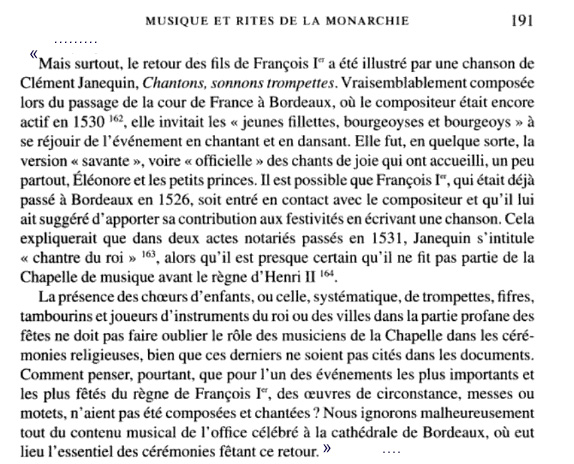 MUSIQUE ET RITES DE LA MONARCHIE 191
.........
« Mais surtout, le retour des fils de François Ier a été illustré par une chanson de
Clément Janequin, Chantons, sonnons trompettes. Vraisemblablement composée
lors du passage de la cour de France à Bordeaux, où le compositeur était encore
actif en 1530 162, elle invitait les « jeunes fillettes, bourgeoyses et bourgeoys » à
se réjouir de l'événement en chantant et en dansant. Elle fut, en quelque sorte, la
version « savante », voire « officielle » des chants de joie qui ont accueilli, un peu
partout, Éléonore et les petits princes. Il est possible que François Ier, qui était déjà
passé à Bordeaux en 1526, soit entré en contact avec le compositeur et qu'il lui
ait suggéré d'apporter sa contribution aux festivités en écrivant une chanson. Cela
expliquerait que dans deux actes notariés passés en 1531, Janequin s'intitule
« chantre du roi » 163, alors qu'il est presque certain qu'il ne fit pas partie de la
Chapelle de musique avant le règne d'Henri II 164.
La présence des chœurs d'enfants, ou celle, systématique, de trompettes, fifres,
tambourins et joueurs d'instruments du roi ou des villes dans la partie profane des
fêtes ne doit pas faire oublier le rôle des musiciens de la Chapelle dans les céré-
monies religieuses, bien que ces derniers ne soient pas cités dans les documents.
Comment penser, pourtant, que pour l'un des événements les plus importants et
les plus fêtés du règne de François Ier, des œuvres de circonstance, messes ou
motets, n'aient pas été composées et chantées ? Nous ignorons malheureusement
tout du contenu musical de l'office célébré à la cathédrale de Bordeaux, où eut
lieu l'essentiel des cérémonies fêtant ce retour. » ....